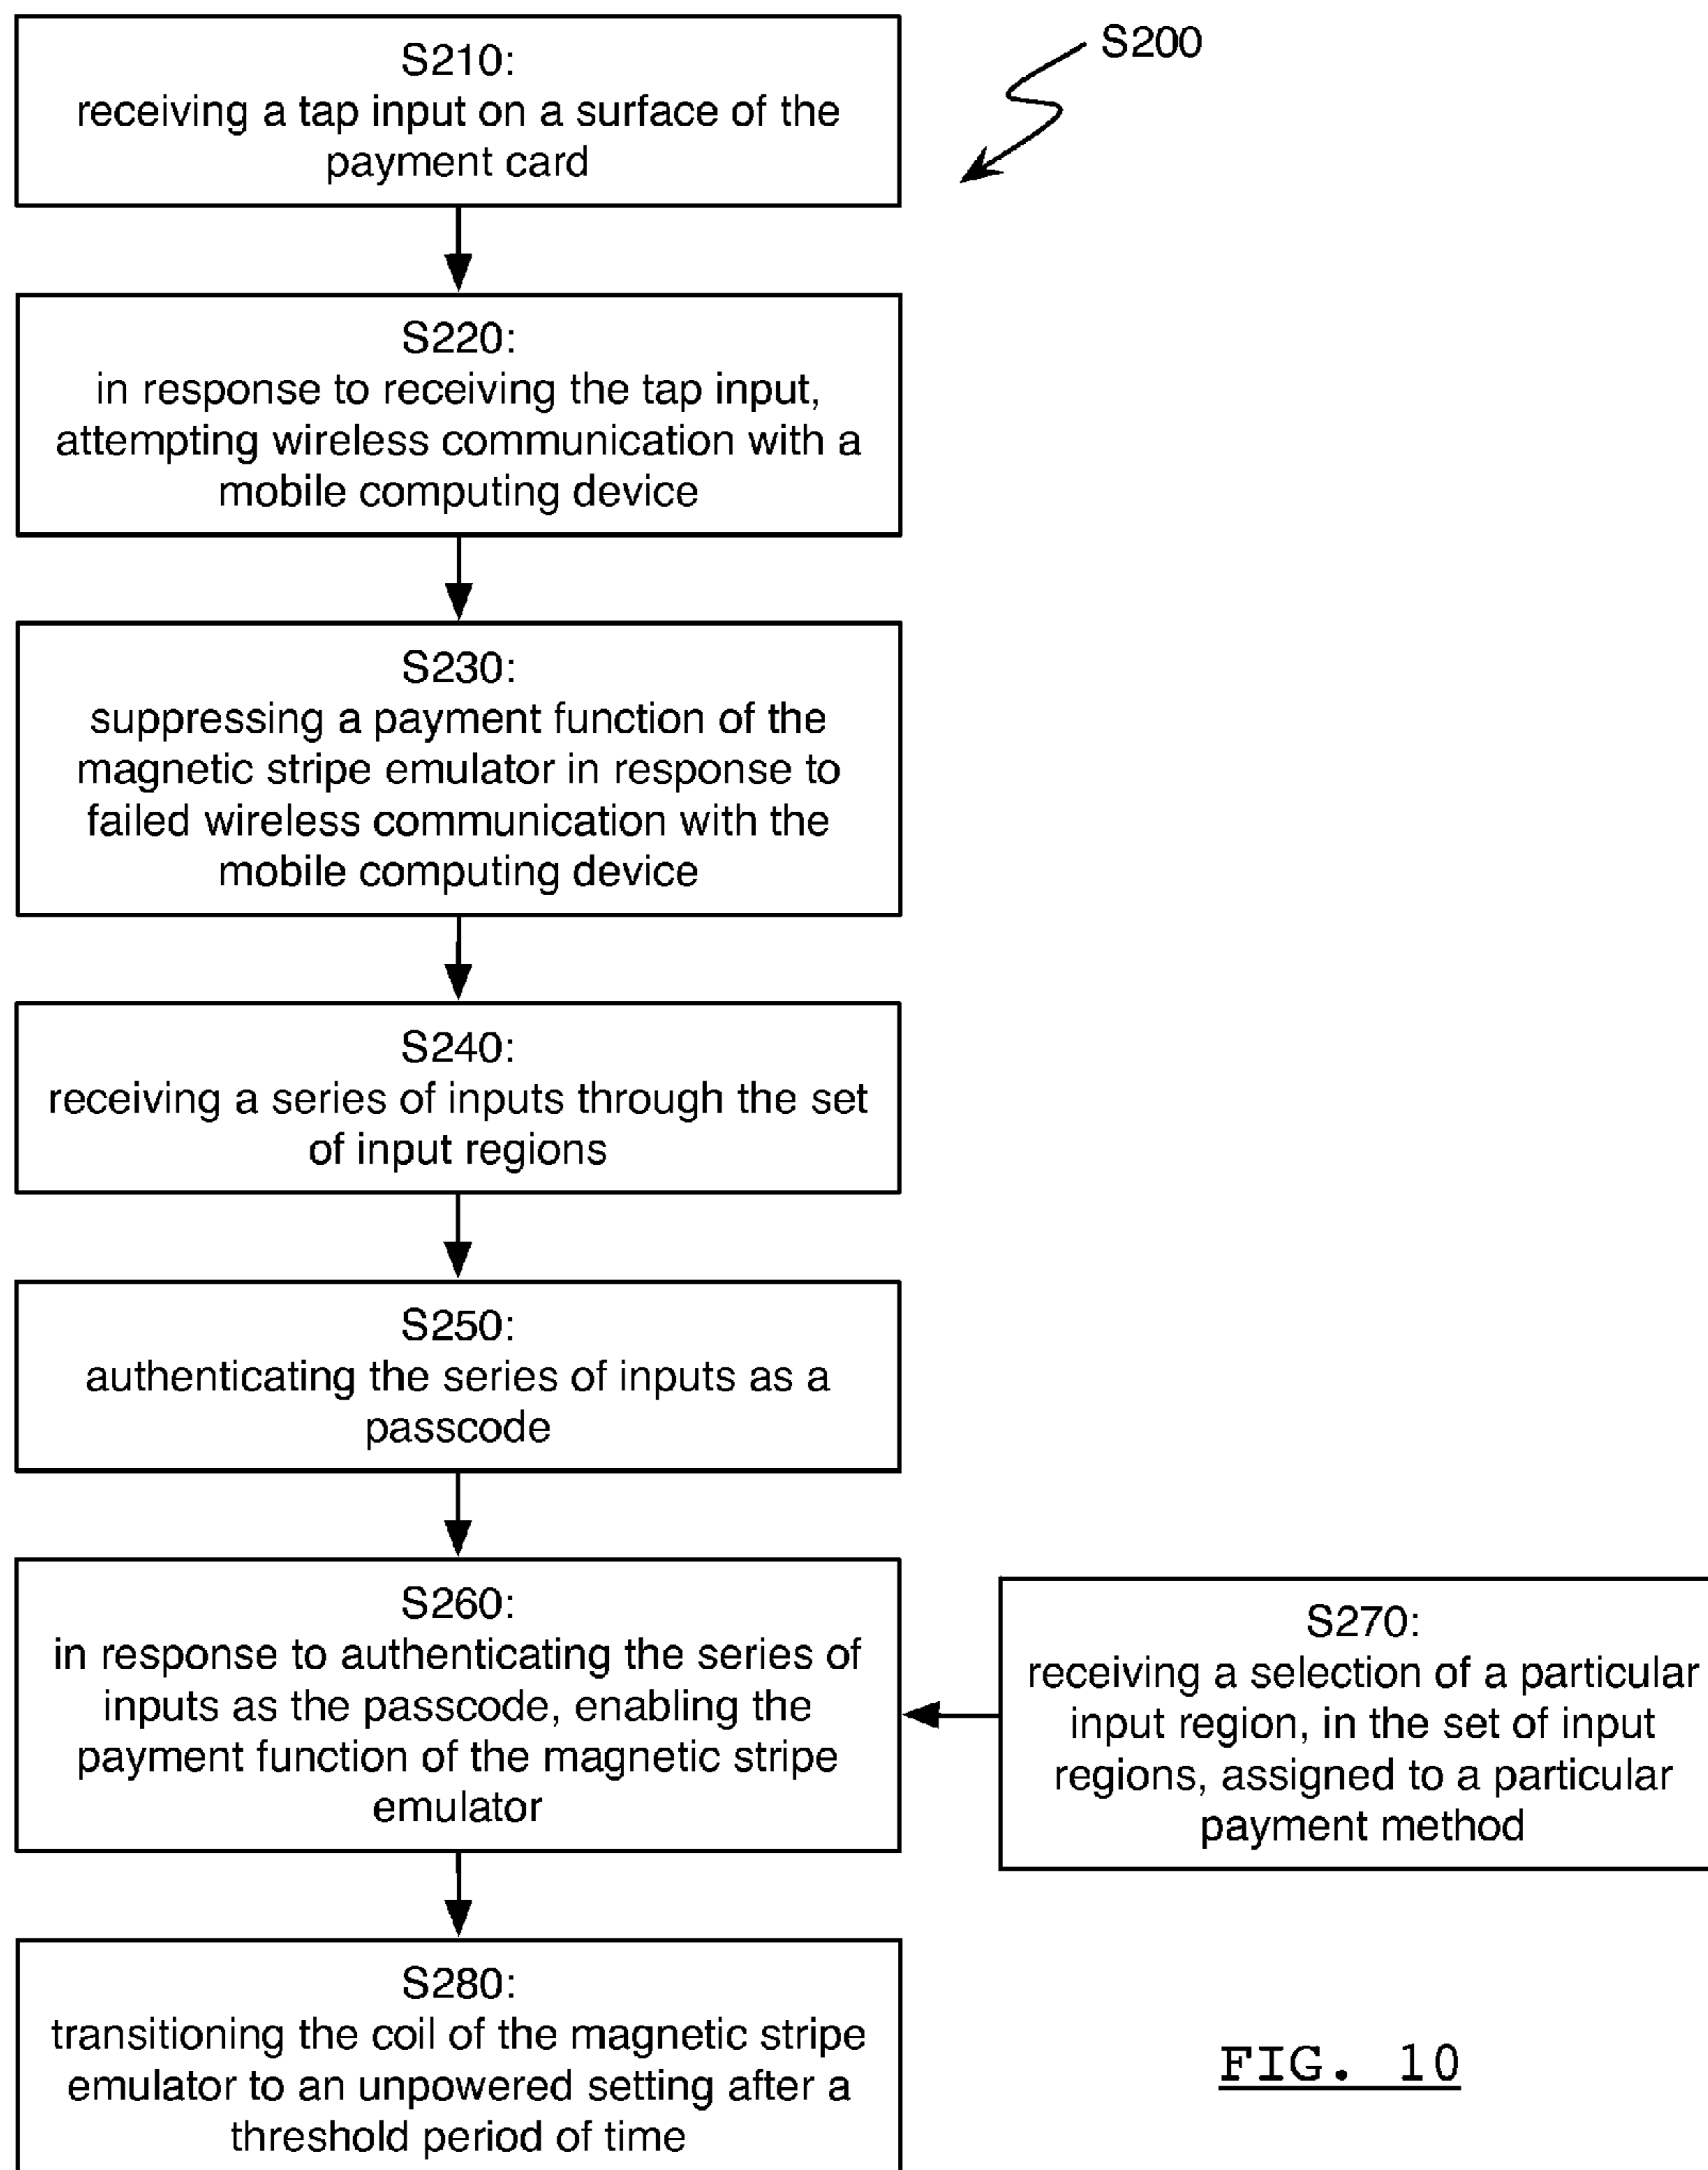 S210:
receiving a tap input on a surface of the
payment card
S200
S220:
in response to receiving the tap input,
attempting wireless communication with a
mobile computing device
S230:
suppressing a payment function of the
magnetic stripe emulator in response to
failed wireless communication with the
mobile computing device
S240:
receiving a series of inputs through the set
of input regions
S250:
authenticating the series of inputs as a
passcode
S260:
in response to authenticating the series of
inputs as the passcode, enabling the
payment function of the magnetic stripe
emulator
S270:
receiving a selection of a particular
input region, in the set of input
regions, assigned to a particular
payment method
S280:
transitioning the coil of the magnetic stripe
emulator to an unpowered setting after a
threshold period of time
FIG. 10